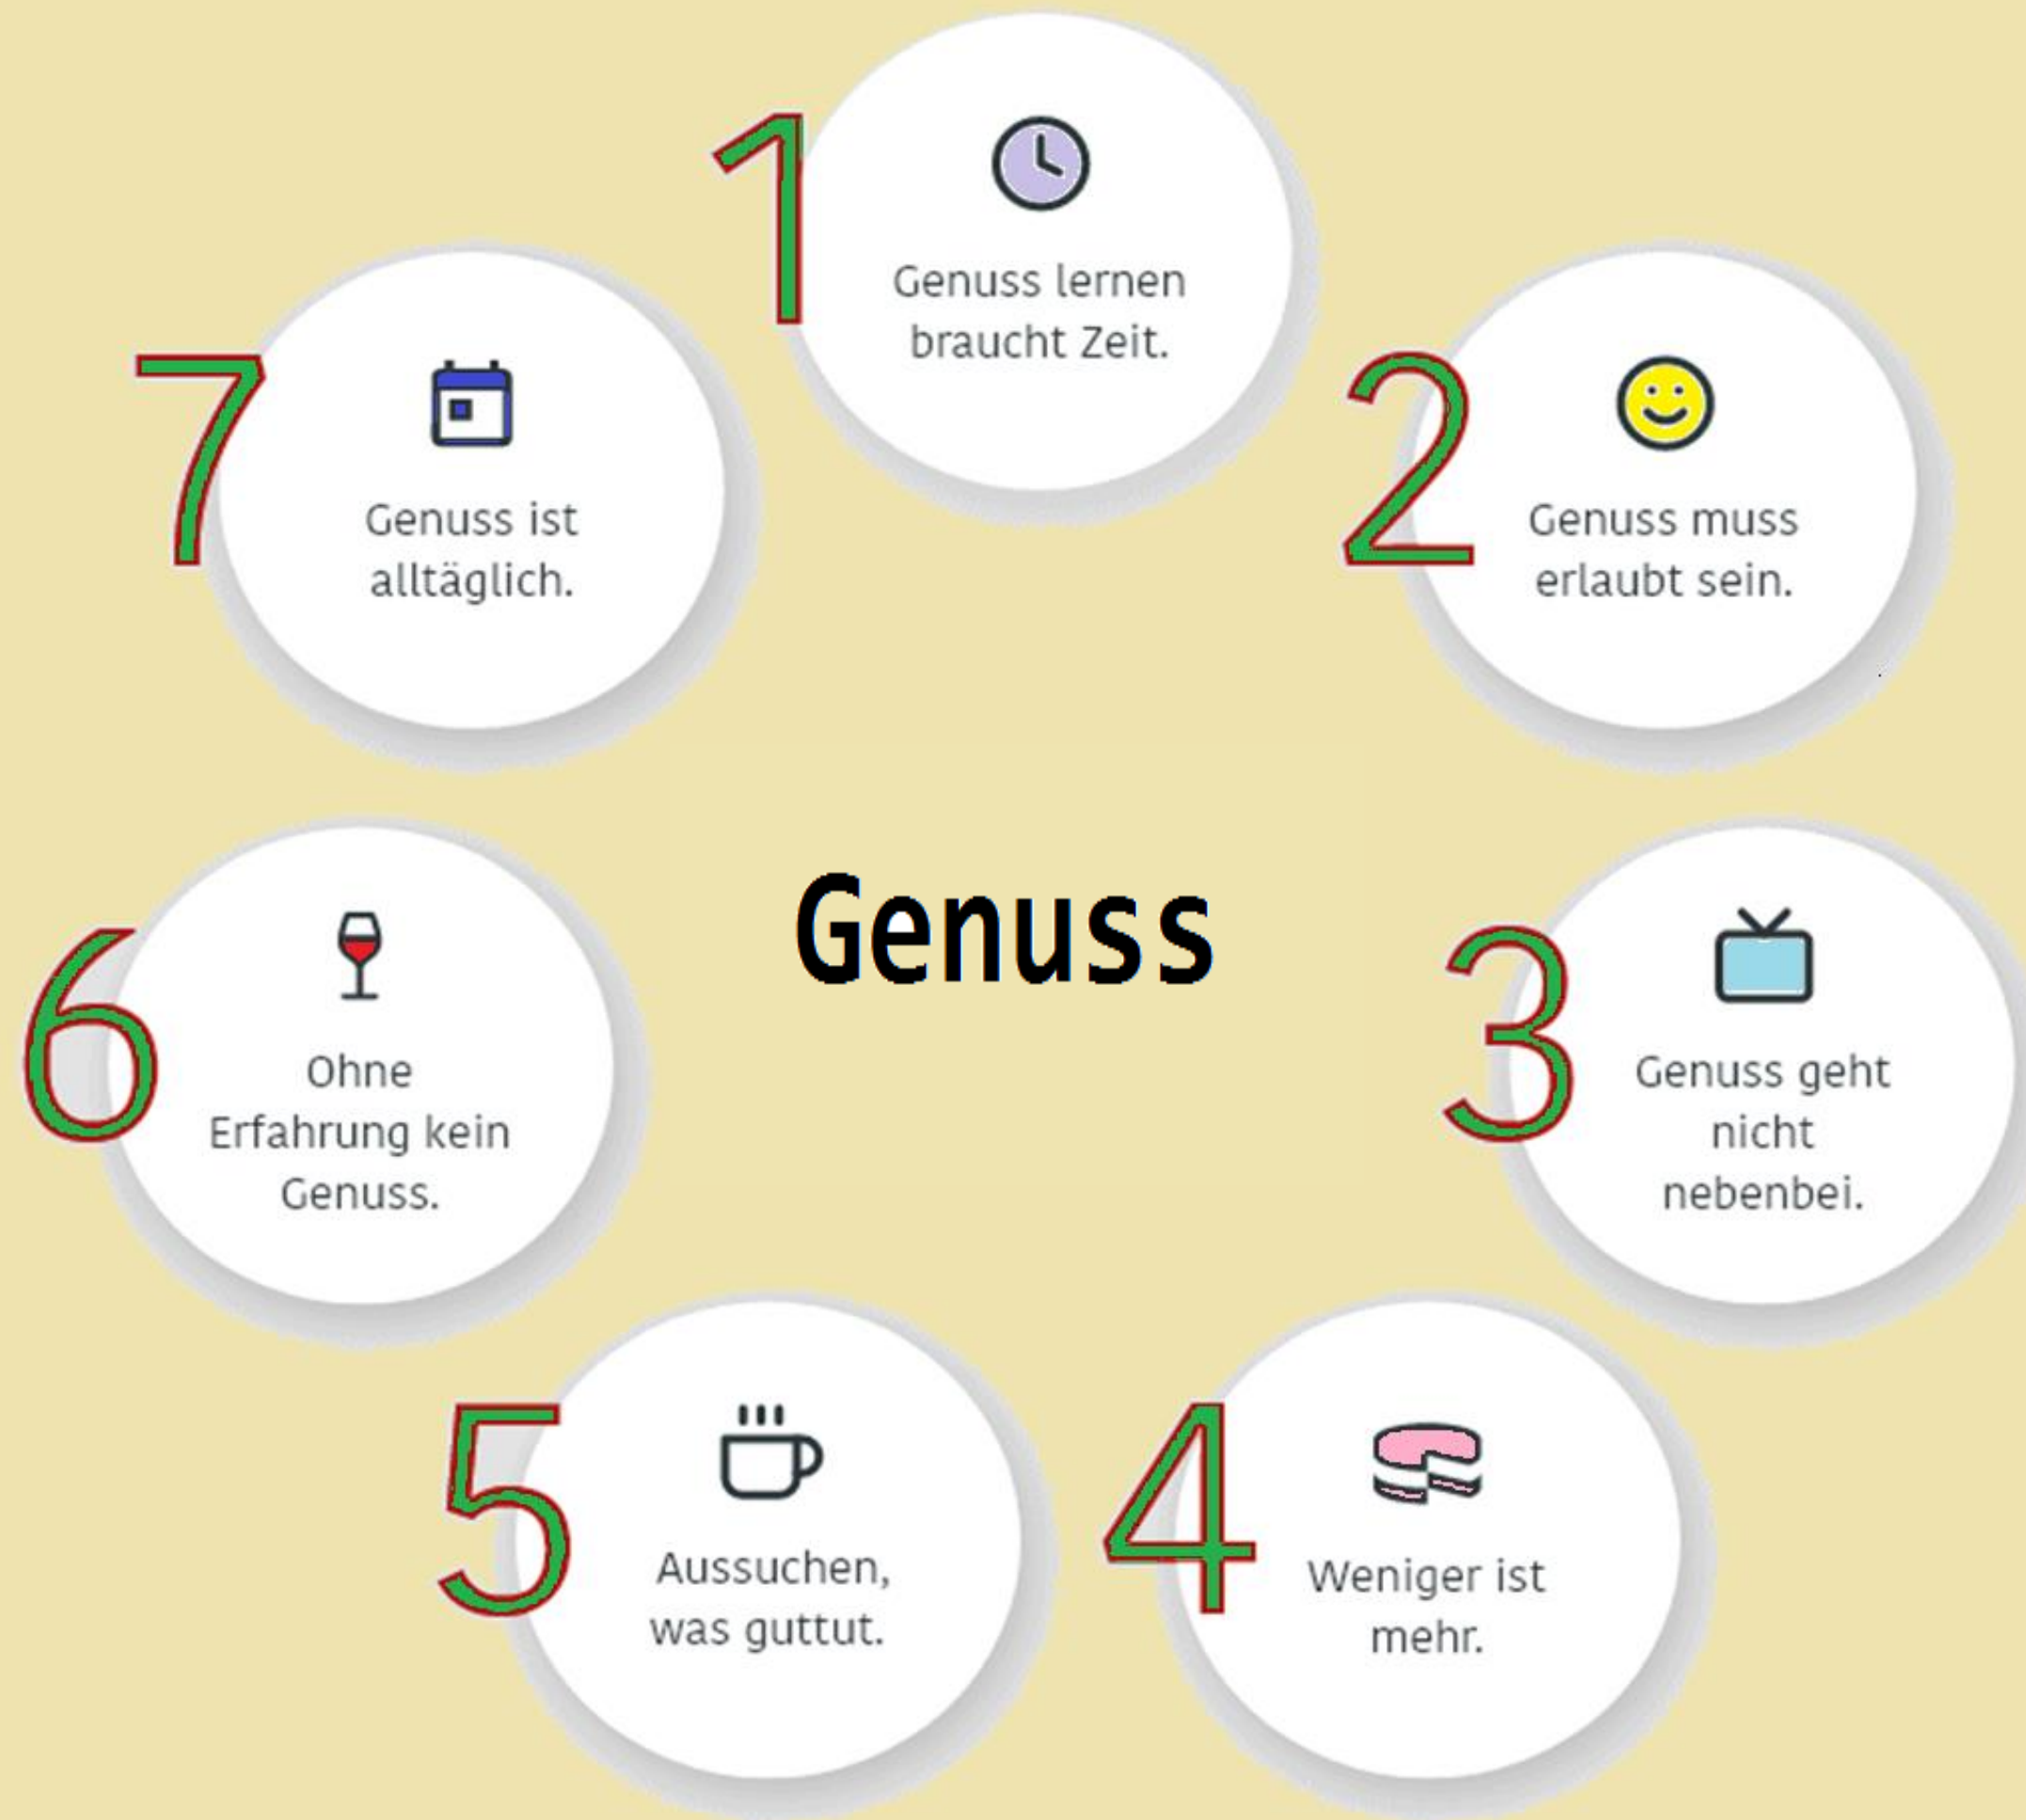 1
Genuss lernen
braucht Zeit.
2
Genuss muss
erlaubt sein.
3
Genuss geht
nicht
nebenbei.
4
Weniger ist
mehr.
5
Aussuchen,
was guttut.
6
Ohne
Erfahrung kein
Genuss.
7
Genuss ist
alltäglich.
Genuss